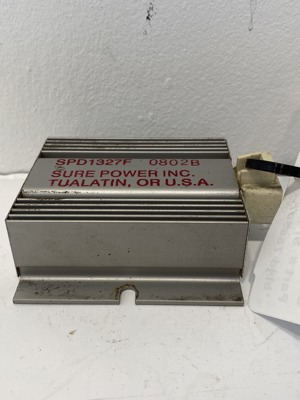 SPD1327F 0802B
SURE POWER INC.
TUALATIN, OR U.S.A.